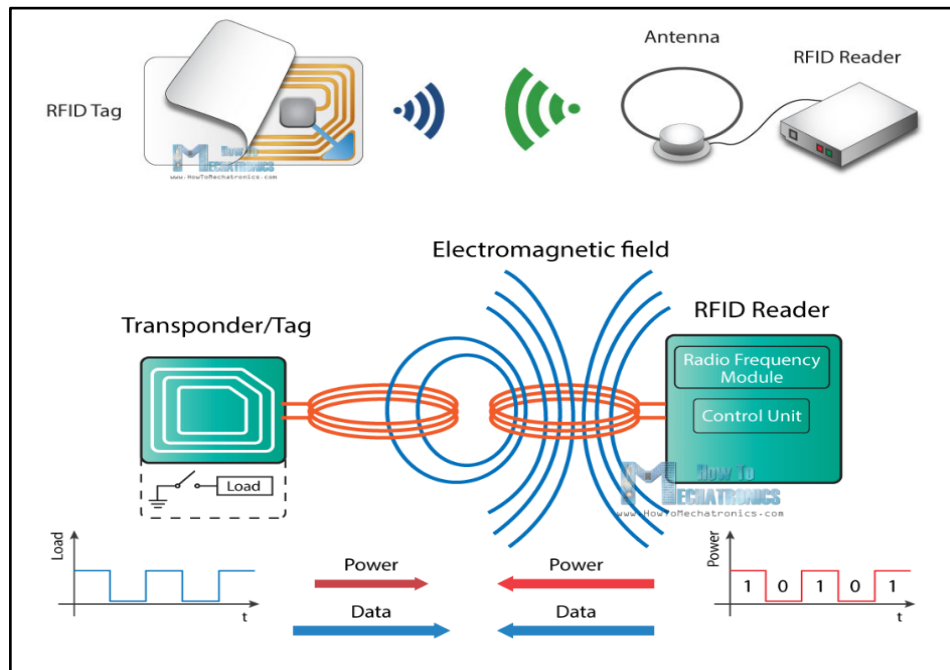 Antenna
RFID Reader
RFID Tag
How To
MECHATRONICS
www.HowToMechatronics.com
Electromagnetic field
Transponder/Tag
RFID Reader
Radio Frequency
Module
Control Unit
Load
How To
MECHATRONICS
www.HowToMechatronics.com
Load
t
Power
Data
Power
Data
Power
1 0 1 0 1
t